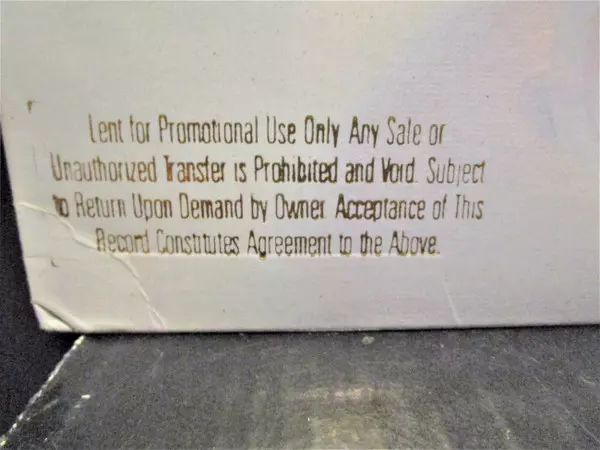 Lent for Promotional Use Only Any Sale or
Unauthorized Transfer is Prohibited and Void. Subject
to Return Upon Demand by Owner Acceptance of This
Record Constitutes Agreement to the Above.